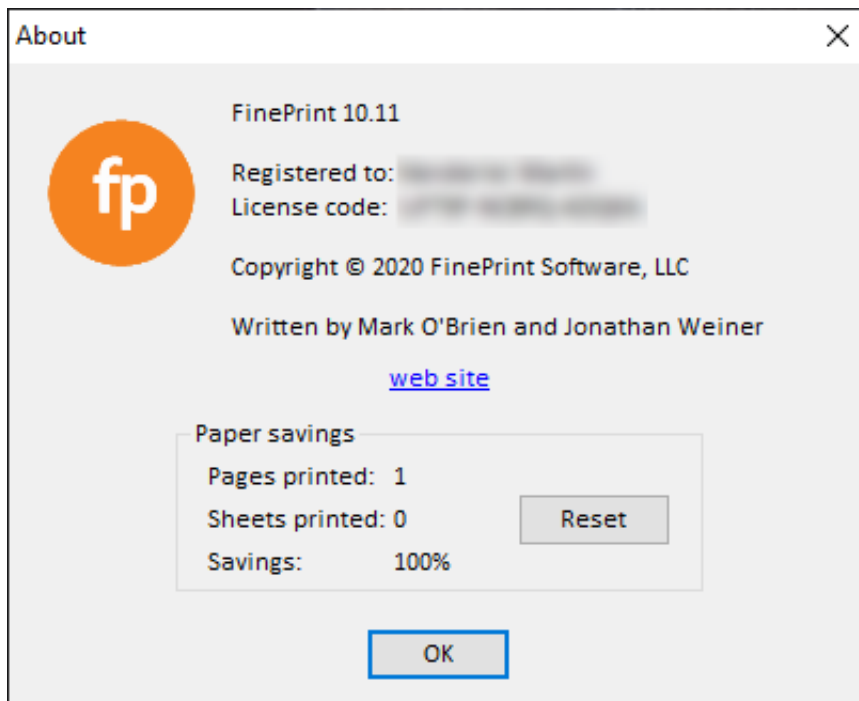 About
fp
FinePrint 10.11
Registered to:
License code:
Copyright © 2020 FinePrint Software, LLC
Written by Mark O'Brien and Jonathan Weiner
web site
Paper savings
Pages printed: 1
Sheets printed: 0
Reset
Savings: 100%
OK